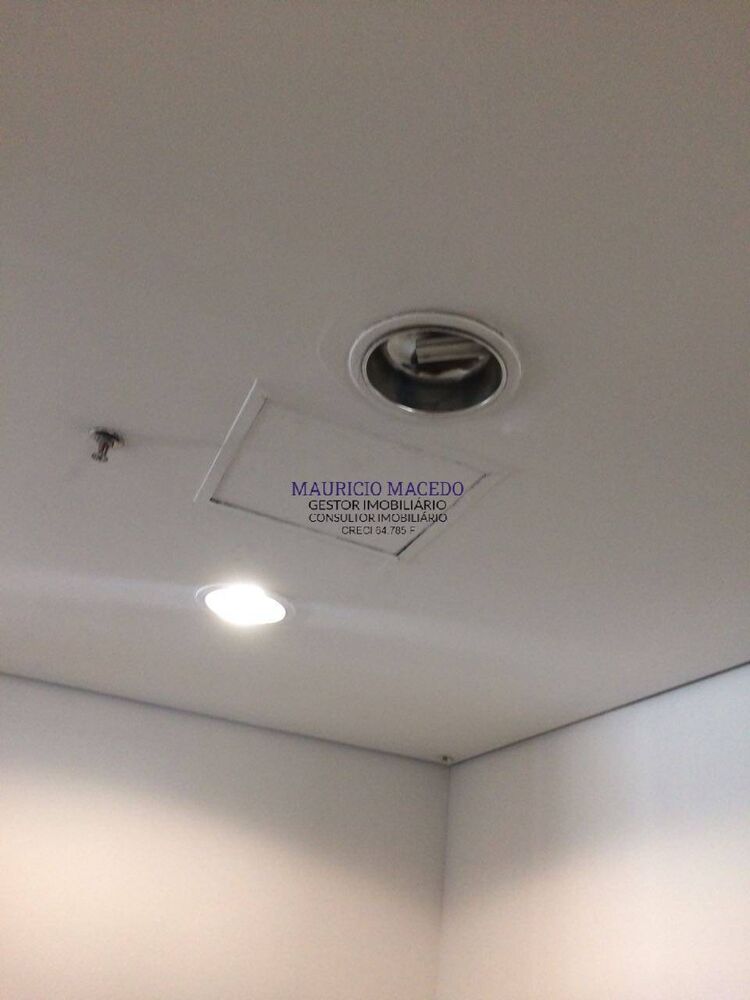 MAURICIO MACEDO
GESTOR IMOBILIÁRIO
CONSULTOR IMOBILIÁRIO
CRECI 64.785 F